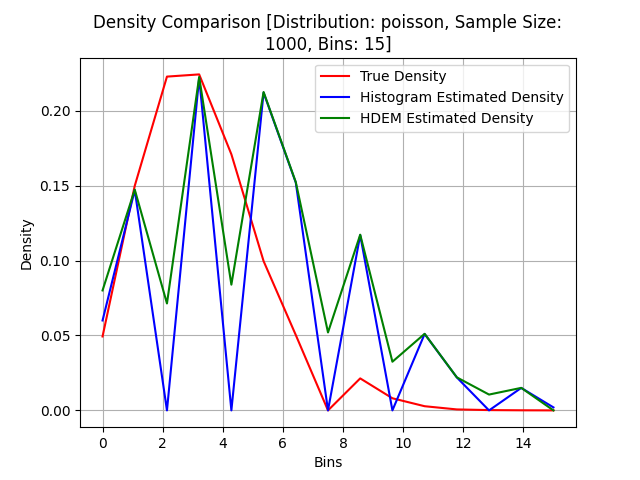 Density Comparison [Distribution: poisson, Sample Size:
1000, Bins: 15]
True Density
Histogram Estimated Density
HDEM Estimated Density
Density
0.20
0.15
0.10
0.05
0.00
0 2 4 6 8 10 12 14
Bins